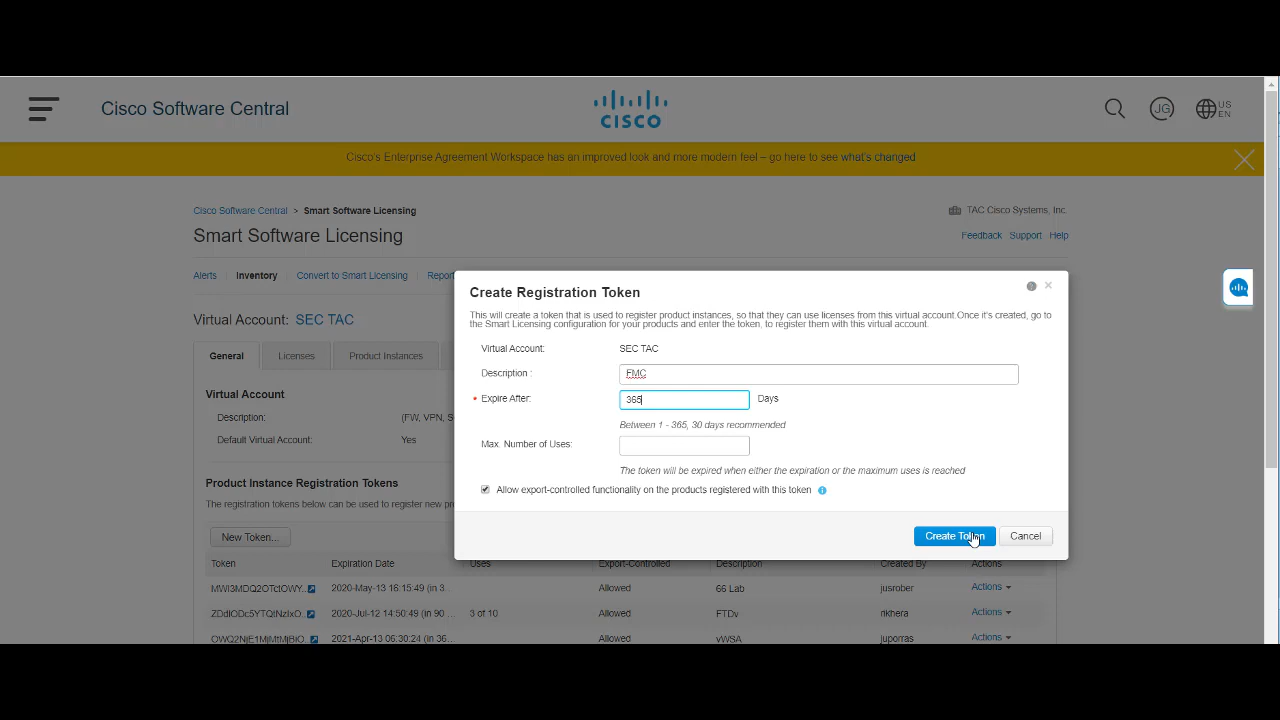 Cisco Software Central
CISCO
JG
US
EN
Cisco's Enterprise Agreement Workspace has an improved look and more modern feel – go here to see what's changed
Cisco Software Central > Smart Software Licensing
TAC Cisco Systems, Inc.
Smart Software Licensing
Feedback Support Help
Alerts Inventory Convert to Smart Licensing Report
Create Registration Token
This will create a token that is used to register product instances, so that they can use licenses from this virtual account.Once it's created, go to
the Smart Licensing configuration for your products and enter the token, to register them with this virtual account.
Virtual Account: SEC TAC
General Licenses Product Instances
Virtual Account: SEC TAC
Description : FMC
Expire After: 365 Days
Between 1 - 365, 30 days recommended
Max. Number of Uses:
The token will be expired when either the expiration or the maximum uses is reached
Allow export-controlled functionality on the products registered with this token
Create Token Cancel
Virtual Account
Description: (FW, VPN, S
Default Virtual Account: Yes
Product Instance Registration Tokens
The registration tokens below can be used to register new pr
New Token...
Token Expiration Date Uses Export-Controlled Description Created By Actions
2020-May-13 16:15:49 (in 3... Allowed 66 Lab jusrober Actions
2020-Jul-12 14:50:49 (in 90 ... 3 of 10 Allowed FTDv rikhera Actions
2021-Apr-13 06:30:24 (in 36... Allowed vWSA juporras Actions